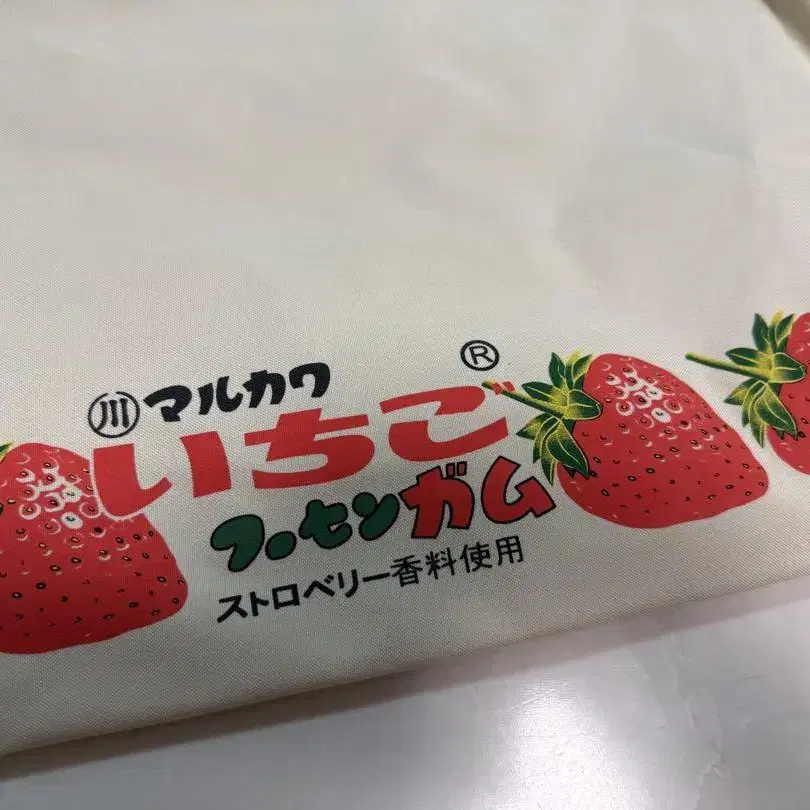 川 マルカワ ®
いちご
フーセンガム
ストロベリー香料使用